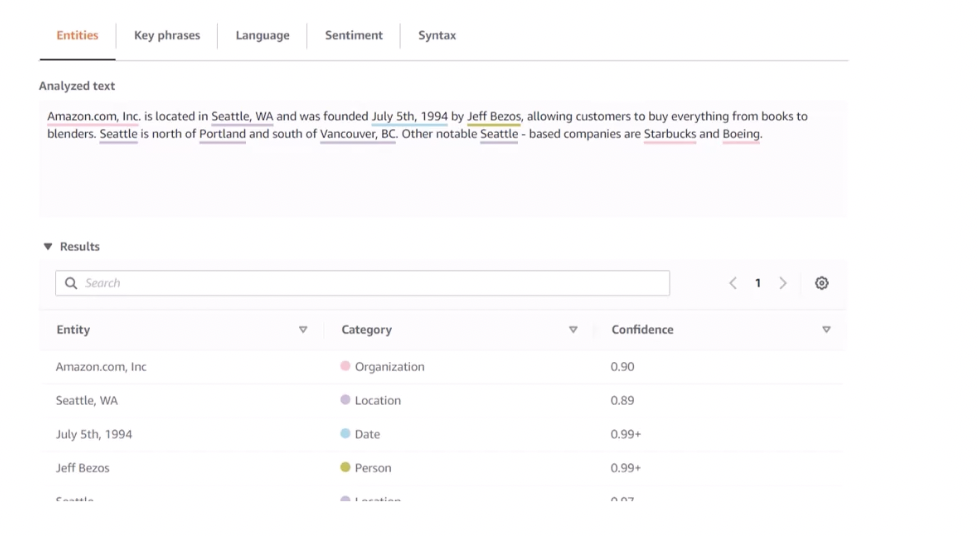 Entities Key phrases Language Sentiment Syntax
Analyzed text
Amazon.com, Inc. is located in Seattle, WA and was founded July 5th, 1994 by Jeff Bezos, allowing customers to buy everything from books to
blenders. Seattle is north of Portland and south of Vancouver, BC. Other notable Seattle - based companies are Starbucks and Boeing.
Results
Search 1
Entity Category Confidence
Amazon.com, Inc Organization 0.90
Seattle, WA Location 0.89
July 5th, 1994 Date 0.99+
Jeff Bezos Person 0.99+
Seattle Location